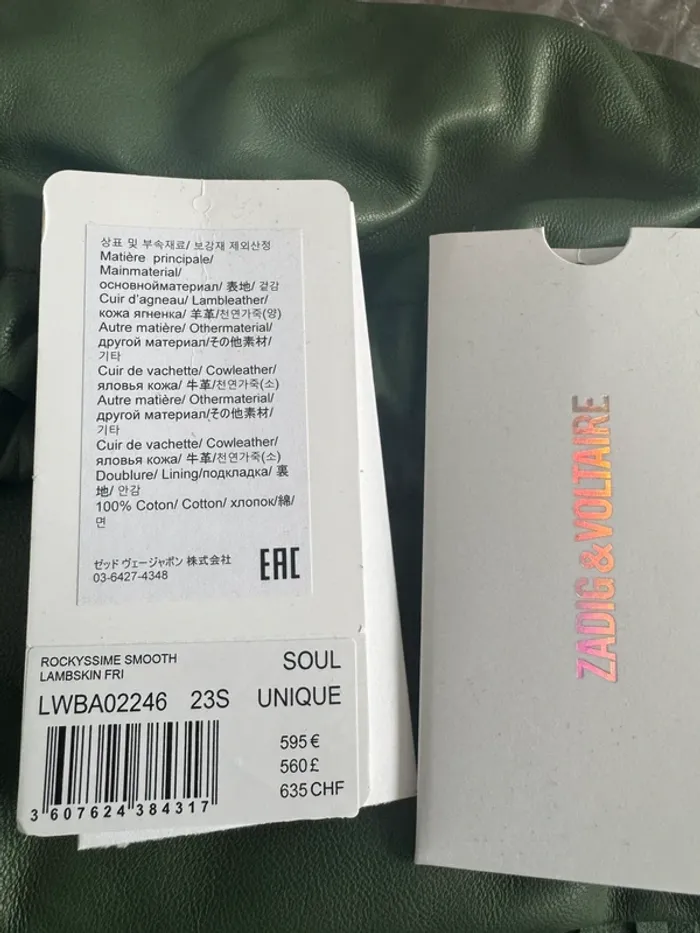 상표 및 부속재료/ 보강재 제외산정
Matière principale/
Mainmaterial/
основнойматериал/ 表地/ 겉감
Cuir d'agneau/ Lambleather/
кожа ягненка/ 羊革/천연가죽(양)
Autre matière/ Othermaterial/
другой материал/その他素材/
기타
Cuir de vachette/ Cowleather/
яловья кожа/ 牛革/천연가죽(소)
Autre matière/ Othermaterial/
другой материал/その他素材/
기타
Cuir de vachette/ Cowleather/
яловья кожа/ 牛革/천연가죽(소)
Doublure/ Lining/подкладка/ 裏
地/ 안감
100% Coton/ Cotton/ хлопок/綿/
면
ゼッド ヴェージャポン 株式会社
03-6427-4348
EAC
ROCKYSSIME SMOOTH
LAMBSKIN FRI
SOUL
LWBA02246 23S UNIQUE
595 €
560 £
635 CHF
3 607624 384317
ZADIG & VOLTAIRE